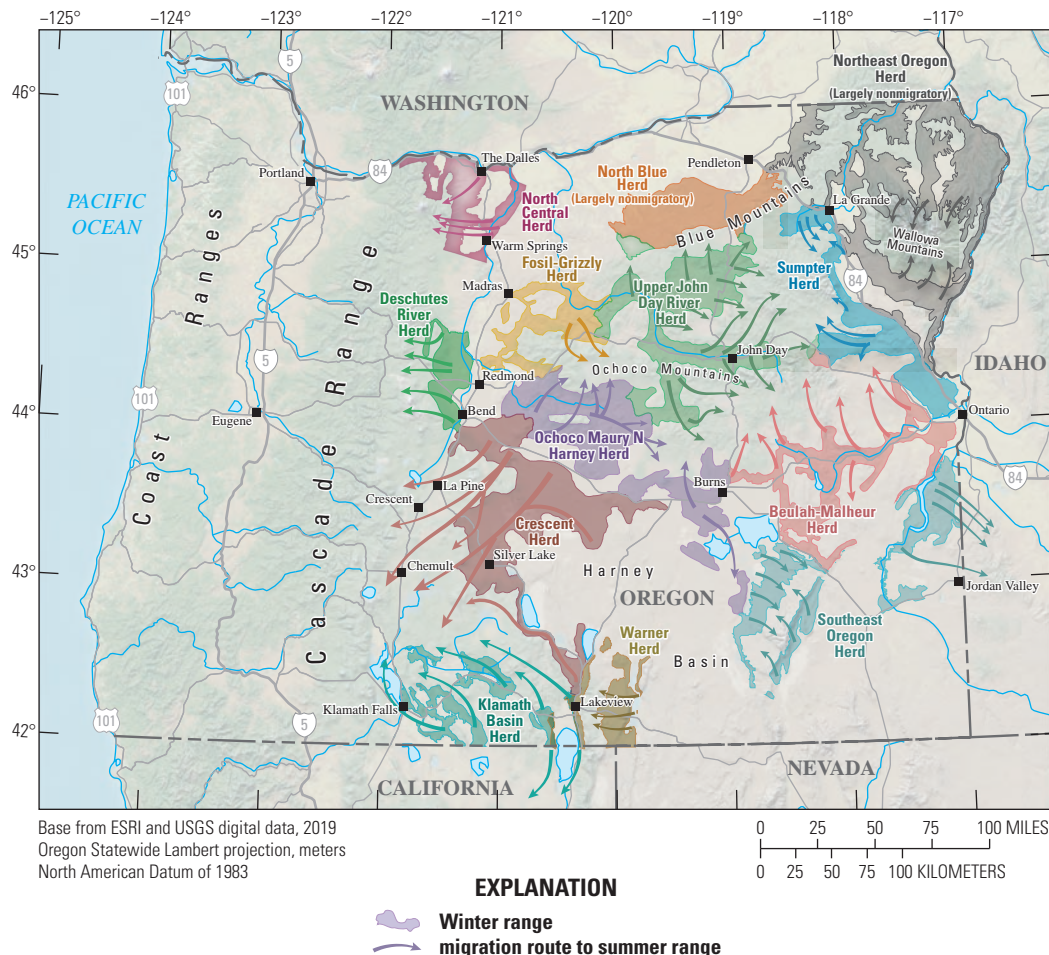 −125°
−124°
−123°
−122°
−121°
−120°
−119°
−118°
−117°
46°
45°
44°
43°
42°
5
101
WASHINGTON
Northeast Oregon
Herd
(Largely nonmigratory)
Portland
84
The Dalles
Pendleton
North Blue
Herd
(Largely nonmigratory)
PACIFIC
OCEAN
North
Central
Herd
Blue Mountains
La Grande
Wallowa
Mountains
Warm Springs
Fosil-Grizzly
Herd
Sumpter
Herd
84
Madras
Upper John
Day River
Herd
Deschutes
River
Herd
Coast Ranges
Cascade Range
5
John Day
IDAHO
Redmond
Ochoco Mountains
101
Eugene
Bend
Ontario
Ochoco Maury N
Harney Herd
84
La Pine
Burns
Crescent
Beulah-Malheur
Herd
Crescent
Herd
Silver Lake
Chemult
Harney
Basin
Jordan Valley
OREGON
Southeast
Oregon
Herd
Warner
Herd
Klamath Falls
Klamath
Basin
Herd
Lakeview
101
5
CALIFORNIA
NEVADA
Base from ESRI and USGS digital data, 2019
Oregon Statewide Lambert projection, meters
North American Datum of 1983
0 25 50 75 100 MILES
0 25 50 75 100 KILOMETERS
EXPLANATION
Winter range
migration route to summer range